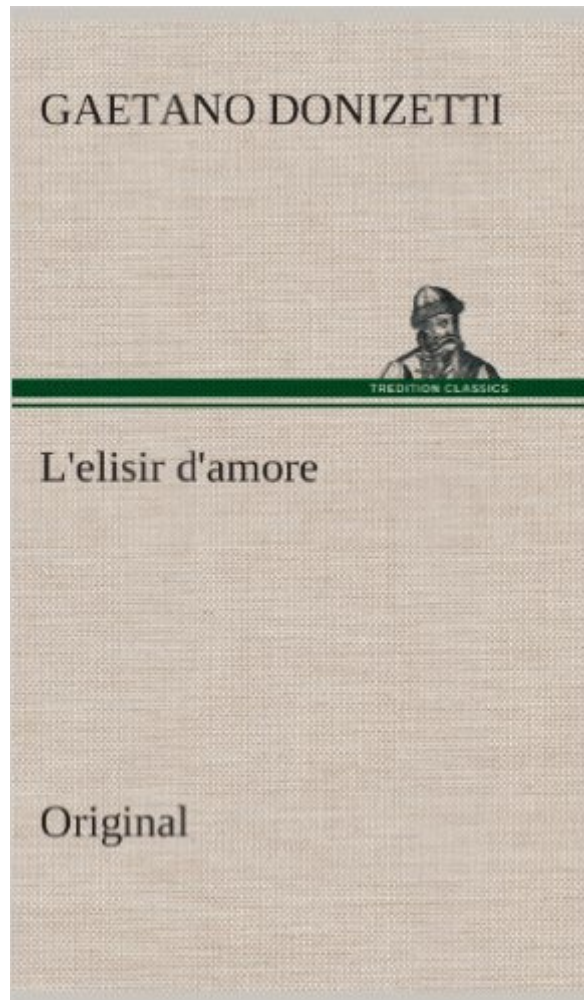 GAETANO DONIZETTI
TREDITION CLASSICS
L'elisir d'amore
Original